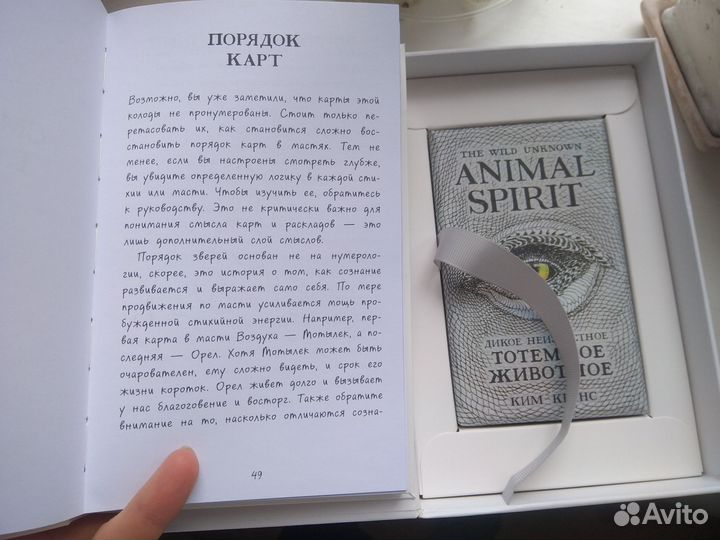 ПОРЯДОК
КАРТ
Возможно, вы уже заметили, что карты этой
колоды не пронумерованы. Стоит только пе-
ретасовать их, как становится сложно вос-
становить порядок карт в мастях. Тем не
менее, если вы настроены смотреть глубже,
вы увидите определенную логику в каждой сти-
хии или масти. Чтобы изучить ее, обратитесь
к руководству. Это не критически важно для
понимания смысла карт и раскладов — это
лишь дополнительный слой смыслов.
Порядок зверей основан не на нумероло-
гии, скорее, это история о том, как сознание
развивается и выражает само себя. По мере
продвижения по масти усиливается мощь про-
бужденной стихийной энергии. Например, пер-
вая карта в масти Воздуха — Мотылек, а по-
следняя — Орел. Хотя Мотылек может быть
очарователен, ему сложно видеть, и срок его
жизни короток. Орел живет долго и вызывает
у нас благоговение и восторг. Также обратите
внимание на то, насколько отличаются созна-
49
THE WILD UNKNOWN
ANIMAL
SPIRIT
ДИКОЕ
ЖИВОТНОЕ
КИМ
Avito